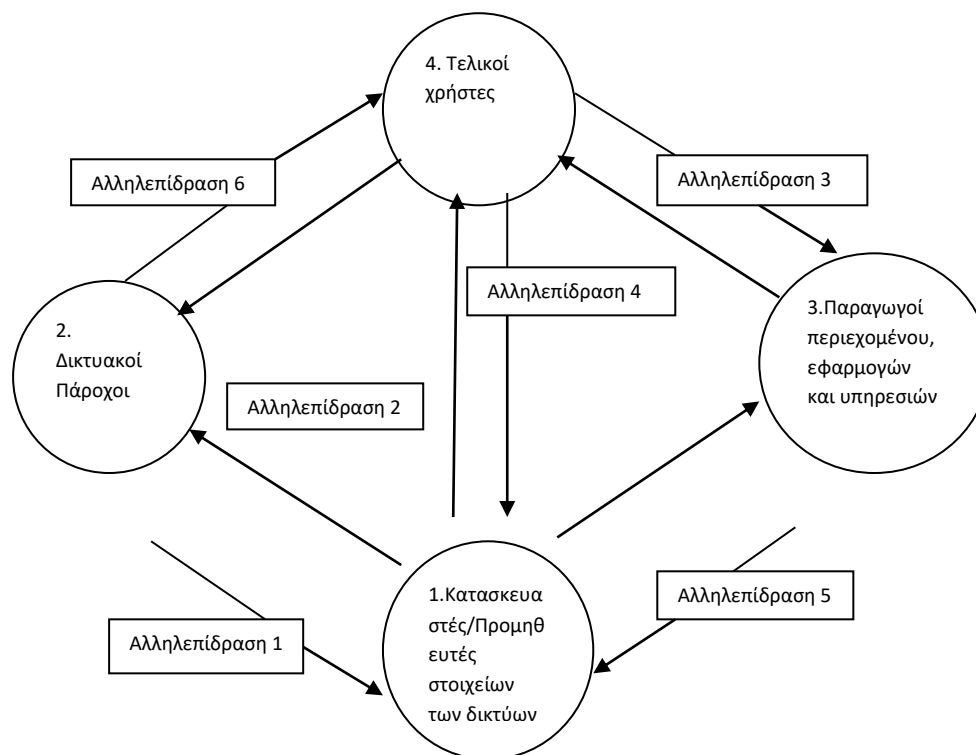 4. Τελικοί
χρήστες
Αλληλεπίδραση 6
Αλληλεπίδραση 3
Αλληλεπίδραση 4
2.
Δικτυακοί
Πάροχοι
3.Παραγωγοί
περιεχομένου,
εφαρμογών
και υπηρεσιών
Αλληλεπίδραση 2
1.Κατασκευα
στές/Προμηθ
ευτές
στοιχείων
των δικτύων
Αλληλεπίδραση 5
Αλληλεπίδραση 1